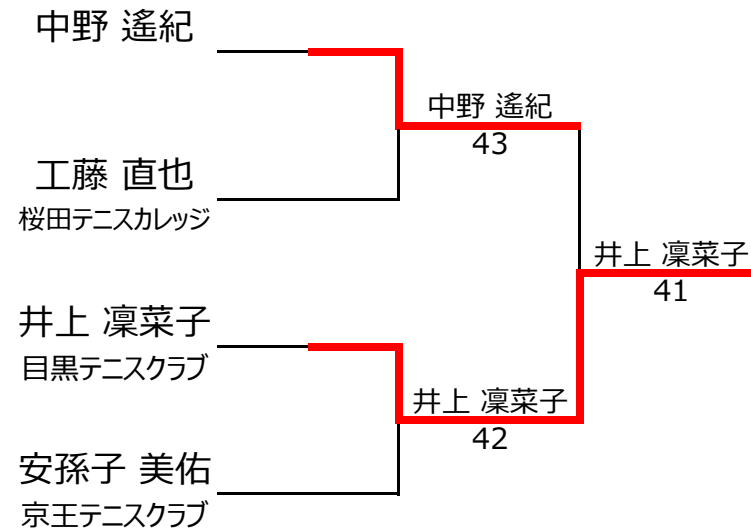 中野 遙紀
中野 遙紀
43
工藤 直也
桜田テニスカレッジ
井上 凜菜子
41
井上 凜菜子
目黒テニスクラブ
井上 凜菜子
42
安孫子 美佑
京王テニスクラブ